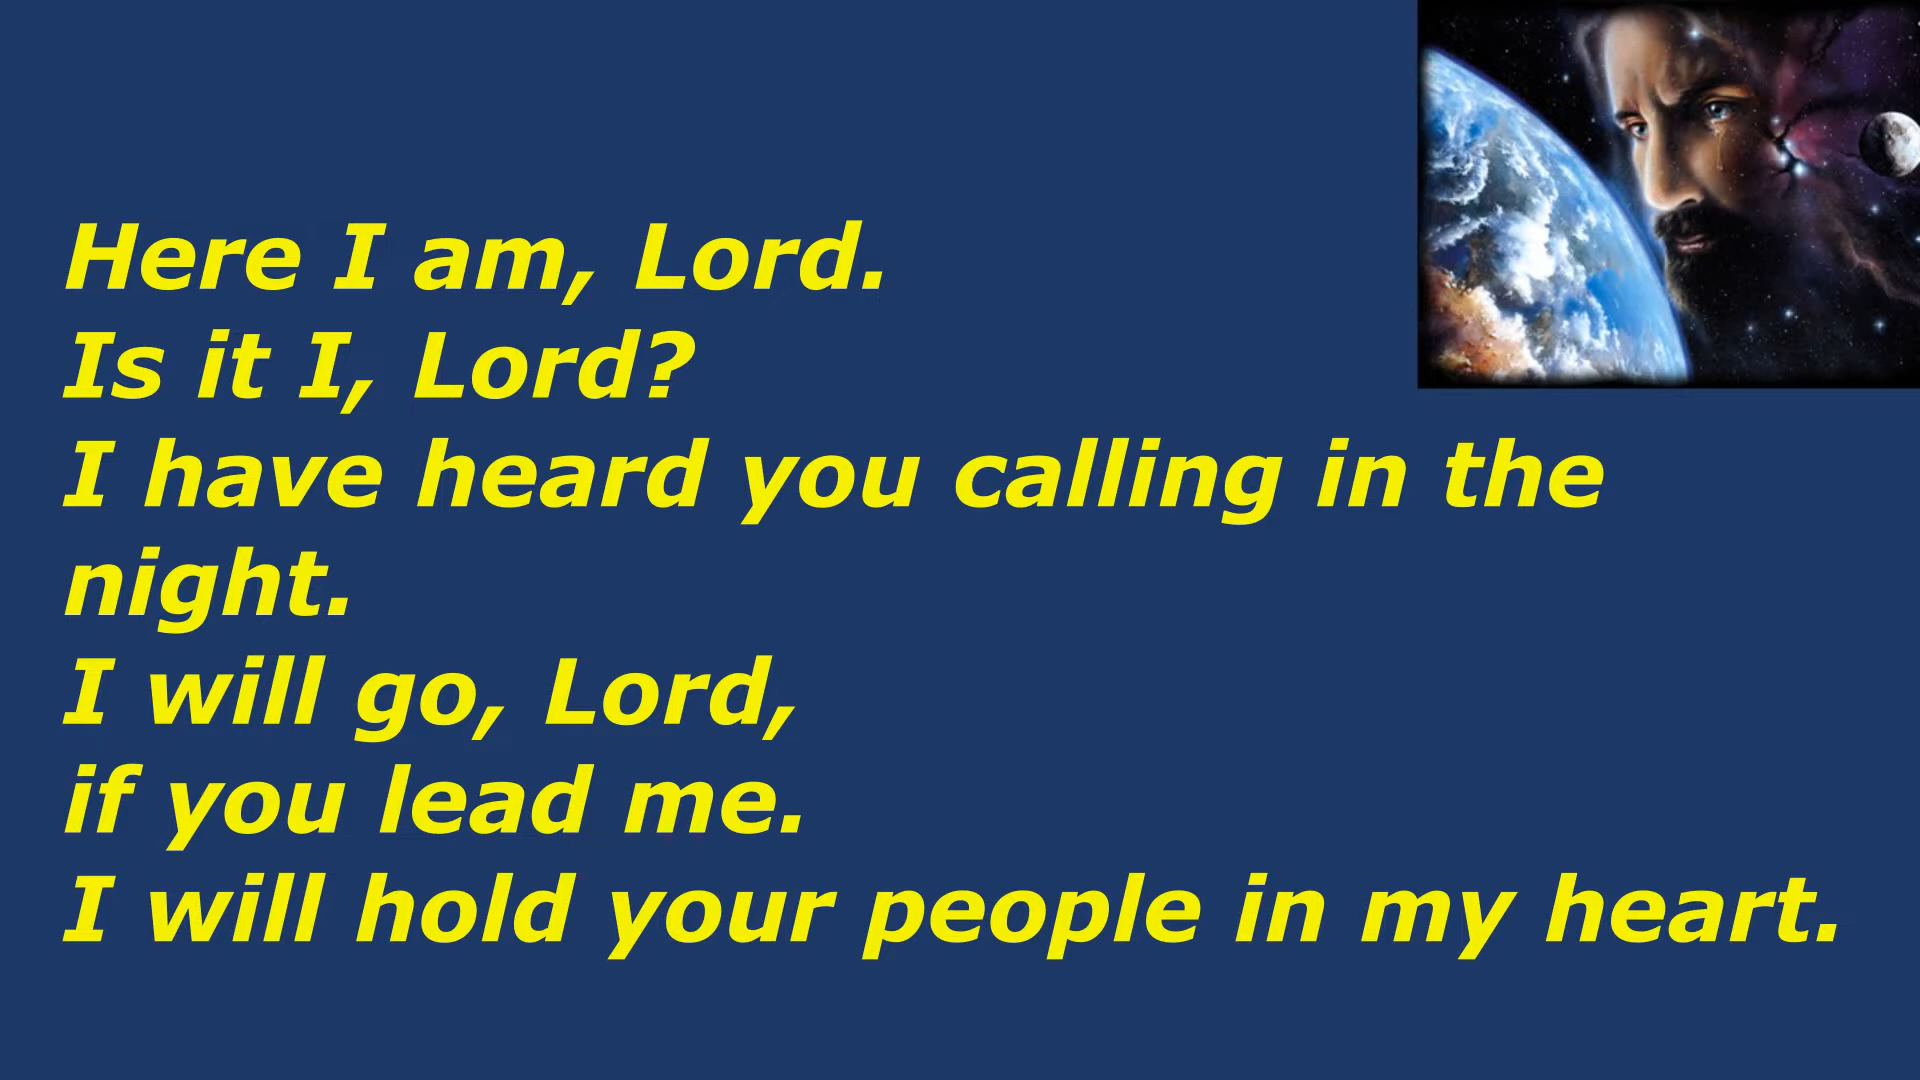 Here I am, Lord.
Is it I, Lord?
I have heard you calling in the
night.
I will go, Lord,
if you lead me.
I will hold your people in my heart.